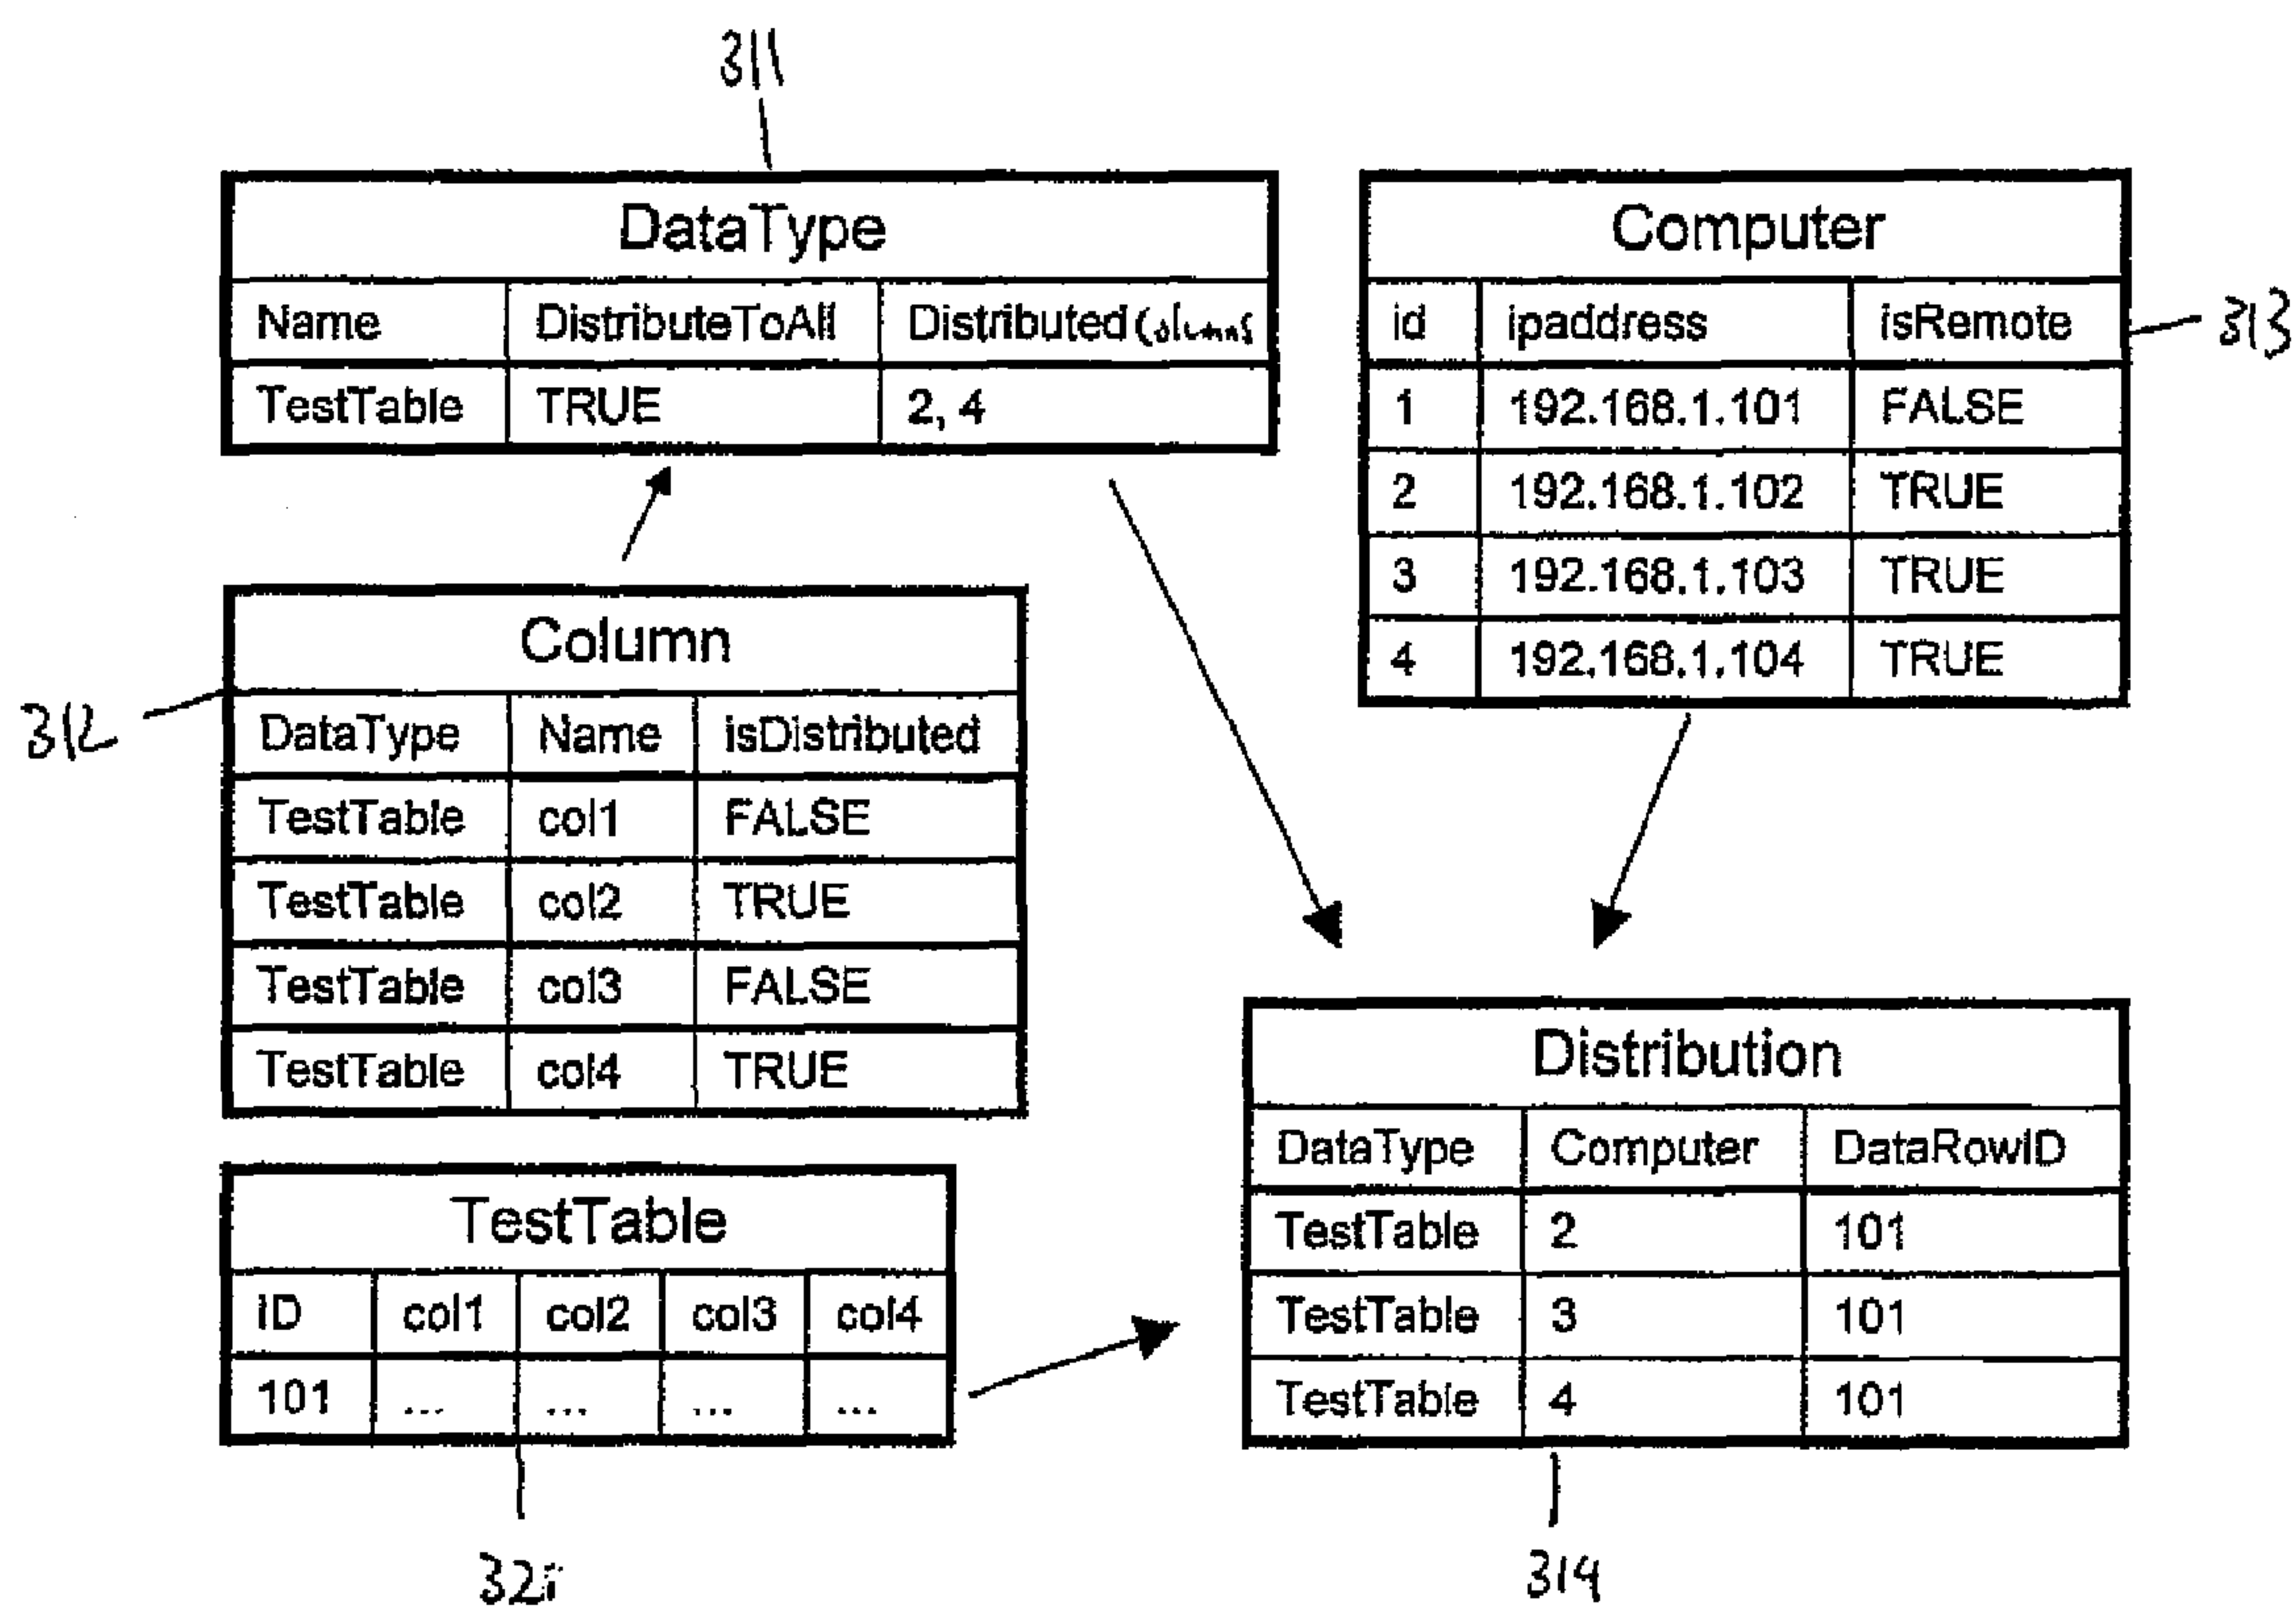 311
DataType
Name DistributeToAll Distributed Columns
TestTable TRUE 2, 4
Computer
id ipaddress isRemote
1 192.168.1.101 FALSE
2 192.168.1.102 TRUE
3 192.168.1.103 TRUE
4 192.168.1.104 TRUE
313
Column
DataType Name isDistributed
TestTable col1 FALSE
TestTable col2 TRUE
TestTable col3 FALSE
TestTable col4 TRUE
312
TestTable
ID col1 col2 col3 col4
101 ... ... ... ...
Distribution
DataType Computer DataRowID
TestTable 2 101
TestTable 3 101
TestTable 4 101
314